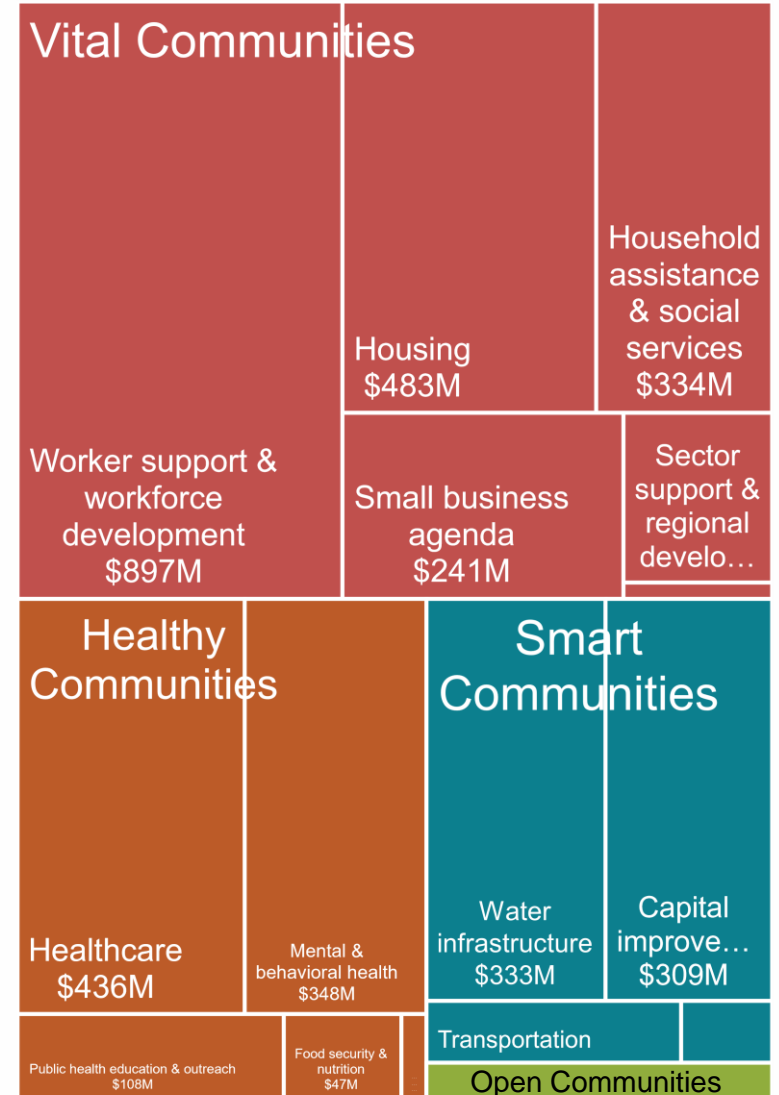 Vital Communities
Worker support &
workforce
development
$897M
Housing
$483M
Household
assistance
& social
services
$334M
Small business
agenda
$241M
Sector
support &
regional
develo…
Healthy
Communities
Healthcare
$436M
Mental &
behavioral health
$348M
Public health education & outreach
$108M
Food security &
nutrition
$47M
Smart
Communities
Water
infrastructure
$333M
Capital
improve…
$309M
Transportation
Open Communities